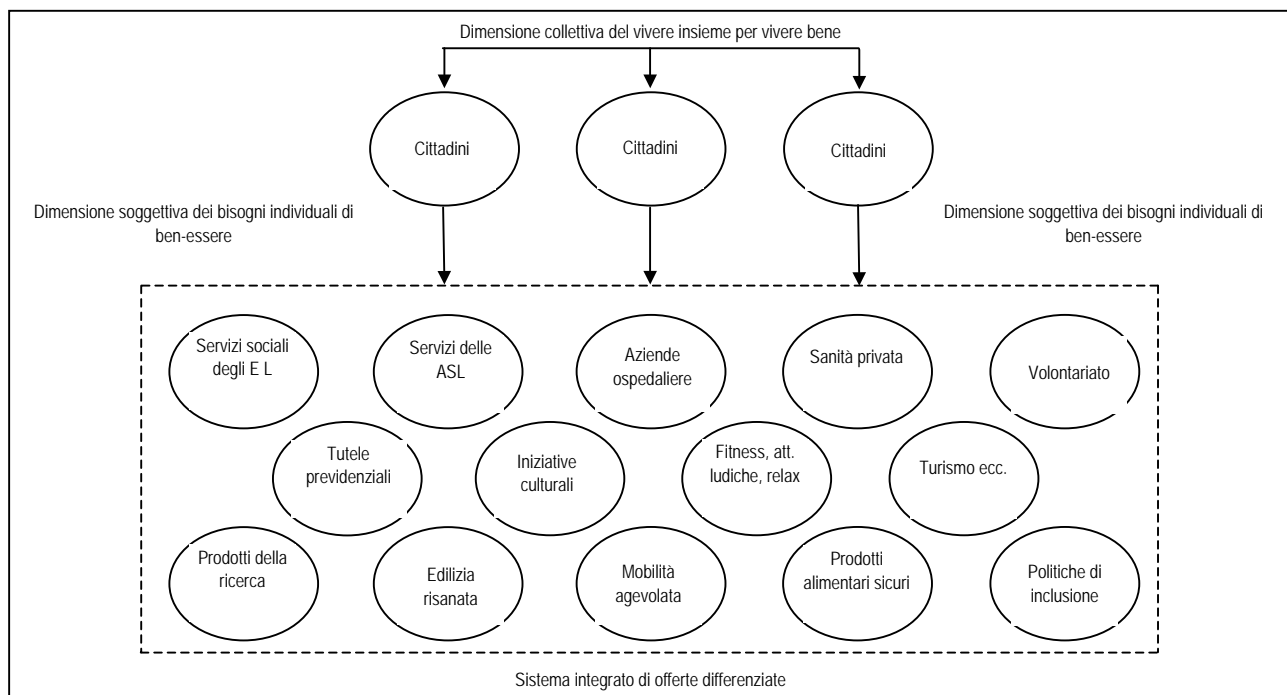 Dimensione collettiva del vivere insieme per vivere bene
Cittadini
Cittadini
Cittadini
Dimensione soggettiva dei bisogni individuali di
ben-essere
Dimensione soggettiva dei bisogni individuali di
ben-essere
Servizi sociali
degli E L
Servizi delle
ASL
Aziende
ospedaliere
Sanità privata
Volontariato
Tutele
previdenziali
Iniziative
culturali
Fitness, att.
ludiche, relax
Turismo ecc.
Prodotti della
ricerca
Edilizia
risanata
Mobilità
agevolata
Prodotti
alimentari sicuri
Politiche di
inclusione
Sistema integrato di offerte differenziate